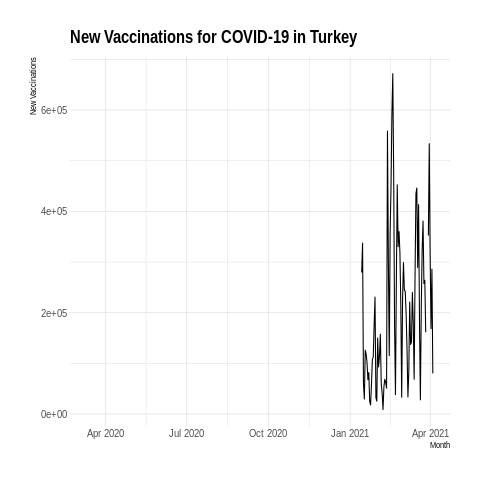 New Vaccinations for COVID-19 in Turkey
New Vaccinations
6e+05
4e+05
2e+05
0e+00
Apr 2020 Jul 2020 Oct 2020 Jan 2021 Apr 2021
Month